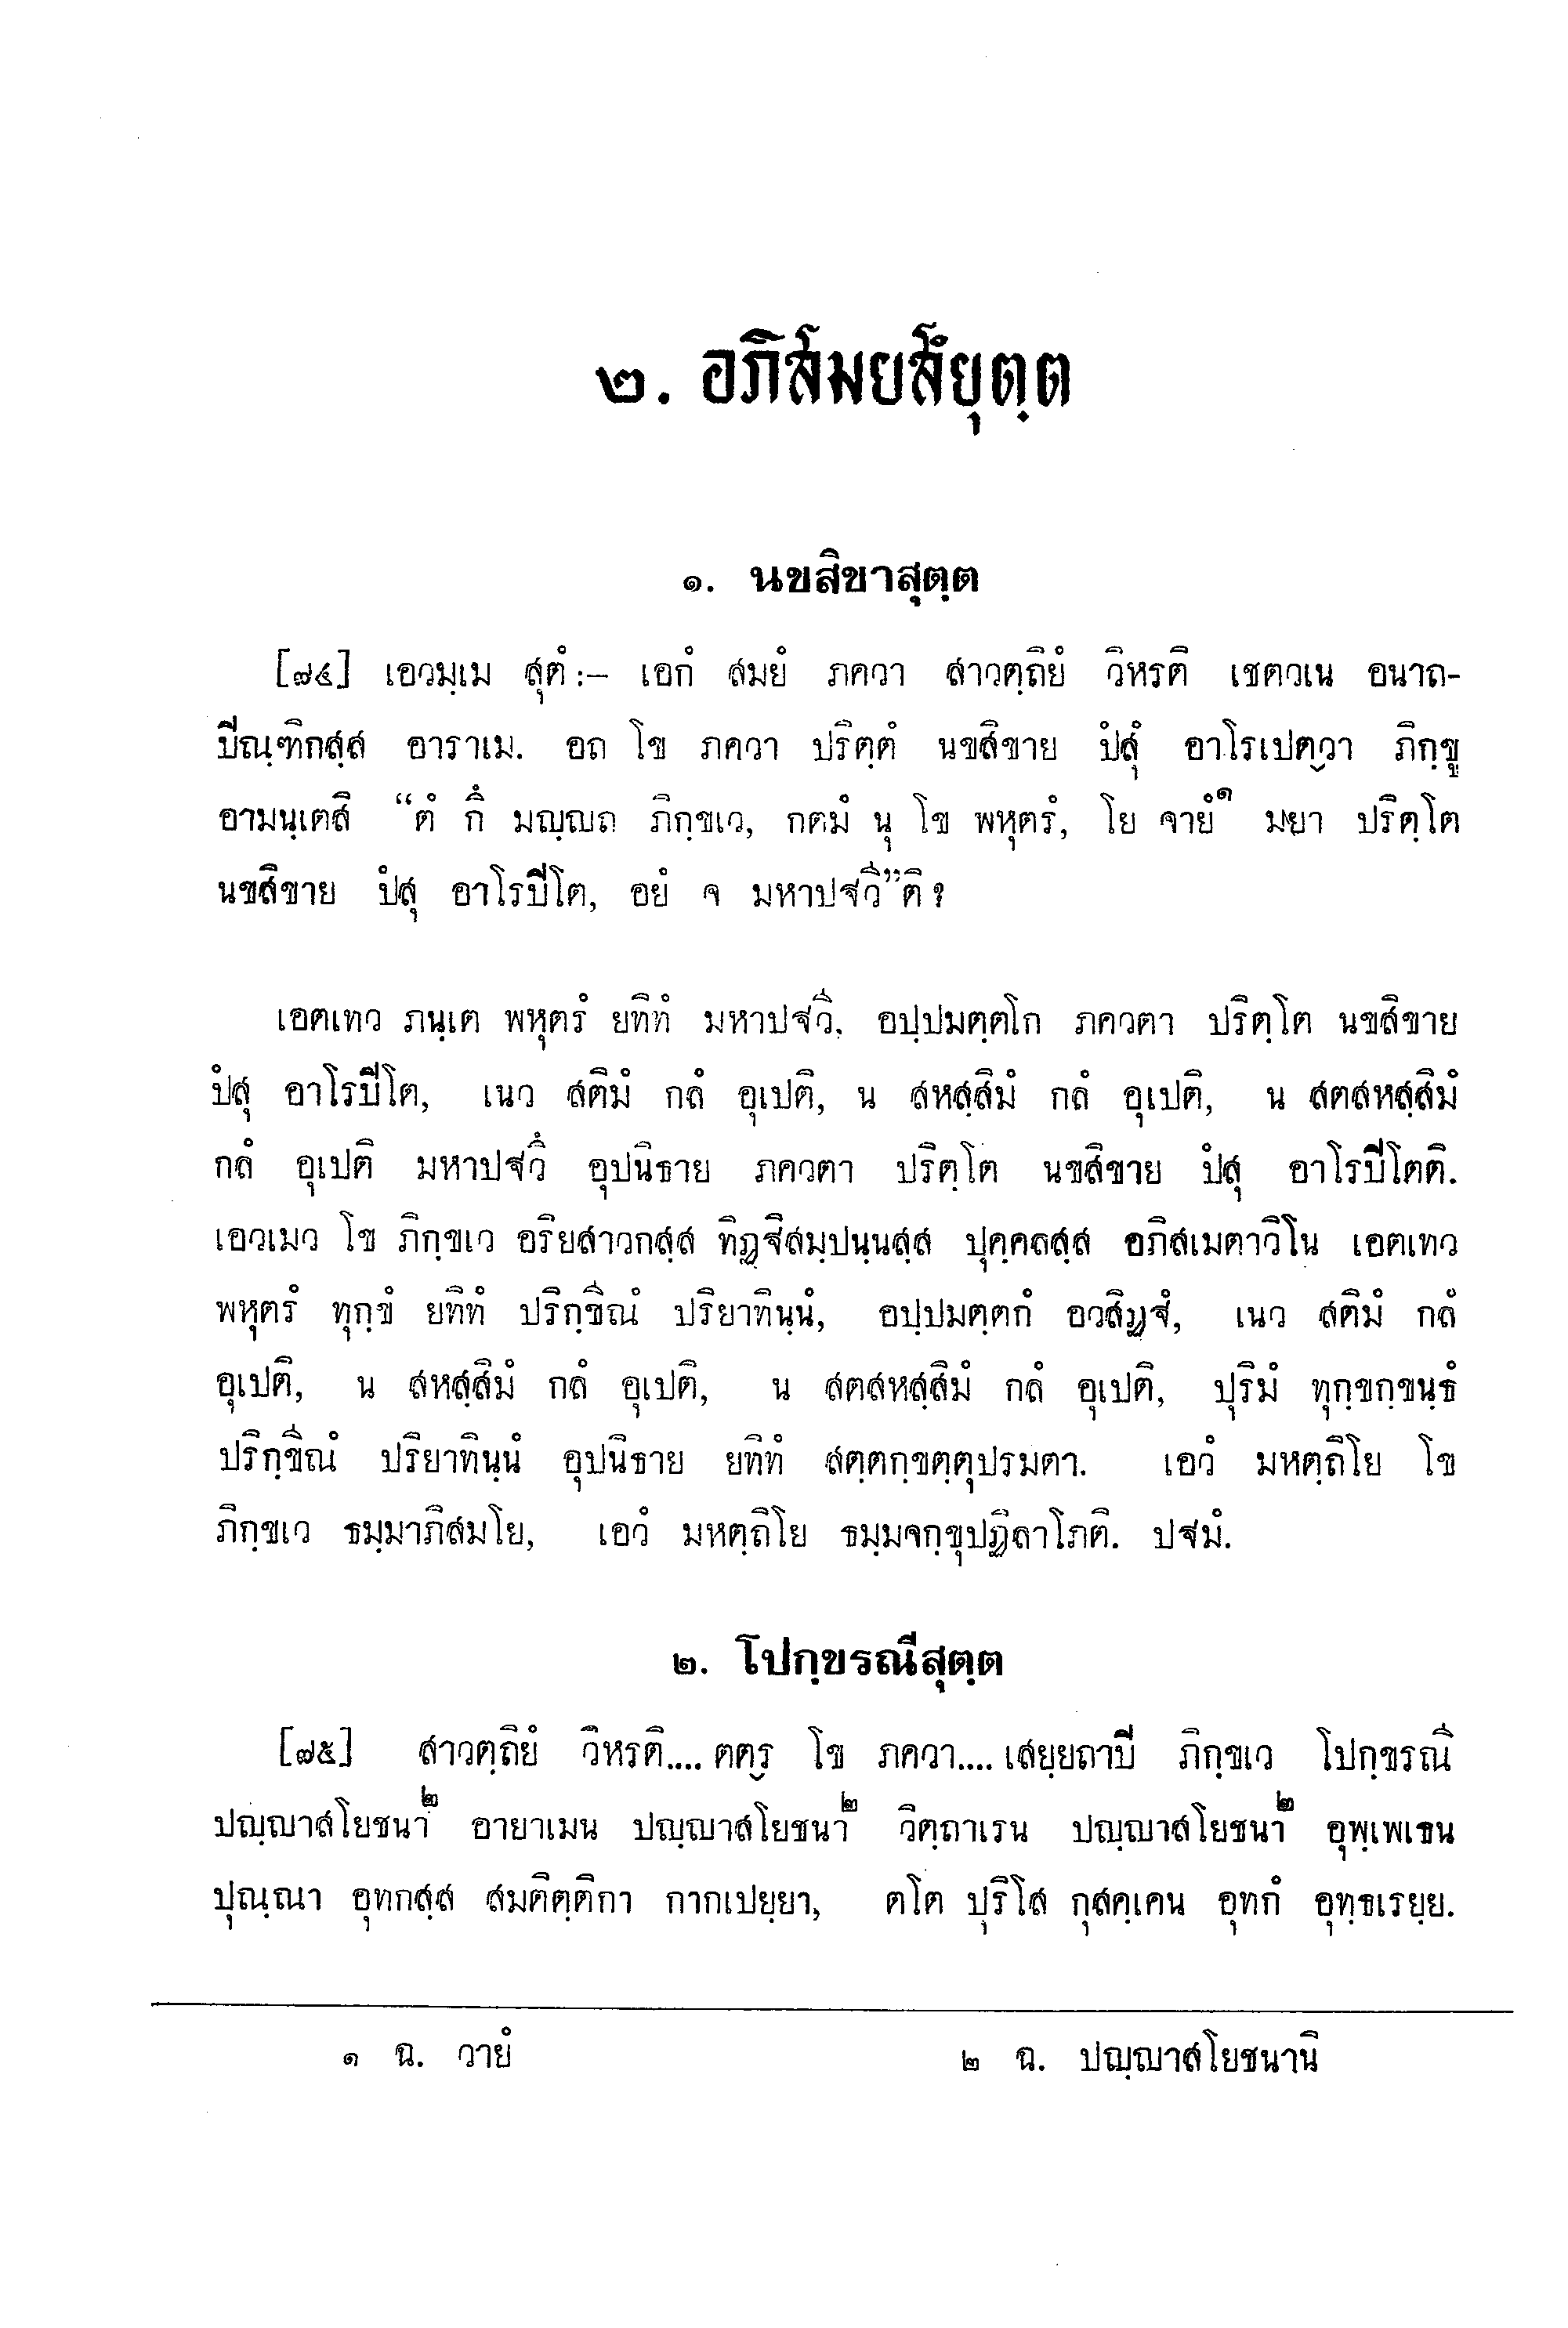 ๒. อภิสมยสํยุตฺต
๑. นขสิขาสุตฺต
[๗๔] เอวมฺเม สุตํ :– เอกํ สมยํ ภควา สาวตฺถิยํ วิหรติ เชตวเน อนาถ-
ปิณฺฑิกสฺส อาราเม. อถ โข ภควา ปริตฺตํ นขสิขาย ปํสุํ อาโรเปตฺวา ภิกฺขู
อามนฺเตสิ “ตํ กึ มญฺญถ ภิกฺขเว, กตมํ นุ โข พหุตรํ, โย จายํ๑ มยา ปริตฺโต
นขสิขาย ปํสุ อาโรปิโต, อยํ จ มหาปฐวี”ติ ?
เอตเทว ภนฺเต พหุตรํ ยทิทํ มหาปฐวี. อปฺปมตฺตโก ภควตา ปริตฺโต นขสิขาย
ปํสุ อาโรปิโต, เนว สติมํ กลํ อุเปติ, น สหสฺสิมํ กลํ อุเปติ, น สตสหสฺสิมํ
กลํ อุเปติ มหาปฐวึ อุปนิธาย ภควตา ปริตฺโต นขสิขาย ปํสุ อาโรปิโตติ.
เอวเมว โข ภิกฺขเว อริยสาวกสฺส ทิฏฺฐิสมฺปนฺนสฺส ปุคฺคลสฺส อภิสเมตาวิโน เอตเทว
พหุตรํ ทุกฺขํ ยทิทํ ปริกฺขีณํ ปริยาทินฺนํ, อปฺปมตฺตกํ อวสิฏฺฐํ, เนว สติมํ กลํ
อุเปติ, น สหสฺสิมํ กลํ อุเปติ, น สตสหสฺสิมํ กลํ อุเปติ, ปุริมํ ทุกฺขกฺขนฺธํ
ปริกฺขีณํ ปริยาทินฺนํ อุปนิธาย ยทิทํ สตฺตกฺขตฺตุปรมตา. เอวํ มหตฺถิโย โข
ภิกฺขเว ธมฺมาภิสมโย, เอวํ มหตฺถิโย ธมฺมจกฺขุปฏิลาโภติ. ปฐมํ.
๒. โปกฺขรณีสุตฺต
[๗๕] สาวตฺถิยํ วิหรติ.... ตตฺร โข ภควา.... เสยฺยถาปิ ภิกฺขเว โปกฺขรณี
ปญฺญาสโยชนา๒ อายาเมน ปญฺญาสโยชนา๒ วิตฺถาเรน ปญฺญาสโยชนา๒ อุพฺเพเธน
ปุณฺณา อุทกสฺส สมติตฺติกา กากเปยฺยา, ตโต ปุริโส กุสคฺเคน อุทกํ อุทฺธเรยฺย.
๑ ฉ. วายํ ๒ ฉ. ปญฺญาสโยชนานิ